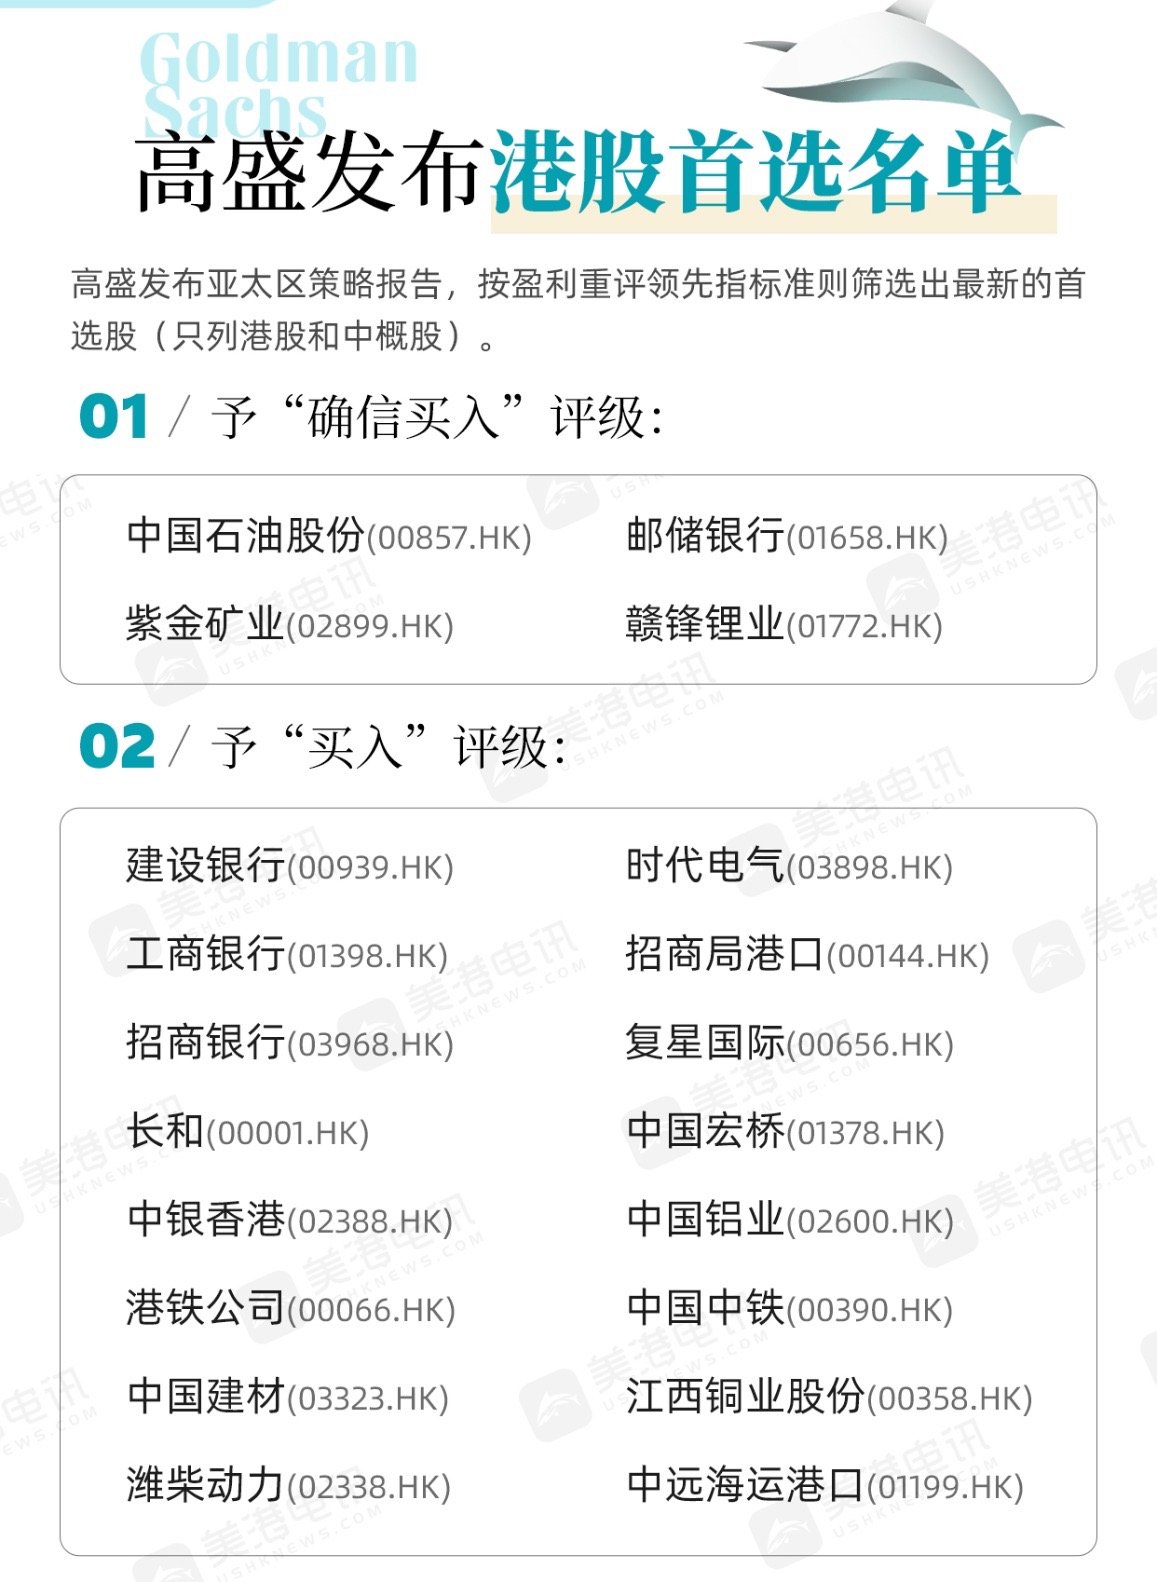 Goldman
Sachs
高盛发布港股首选名单
高盛发布亚太区策略报告，按盈利重评领先指标准则筛选出最新的首
选股（只列港股和中概股）。
01 / 予“确信买入”评级：
中国石油股份(00857.HK) 邮储银行(01658.HK)
紫金矿业(02899.HK) 赣锋锂业(01772.HK)
02 / 予“买入”评级：
建设银行(00939.HK) 时代电气(03898.HK)
工商银行(01398.HK) 招商局港口(00144.HK)
招商银行(03968.HK) 复星国际(00656.HK)
长和(00001.HK) 中国宏桥(01378.HK)
中银香港(02388.HK) 中国铝业(02600.HK)
港铁公司(00066.HK) 中国中铁(00390.HK)
中国建材(03323.HK) 江西铜业股份(00358.HK)
潍柴动力(02338.HK) 中远海运港口(01199.HK)
美港电讯
USHKNEWS.COM